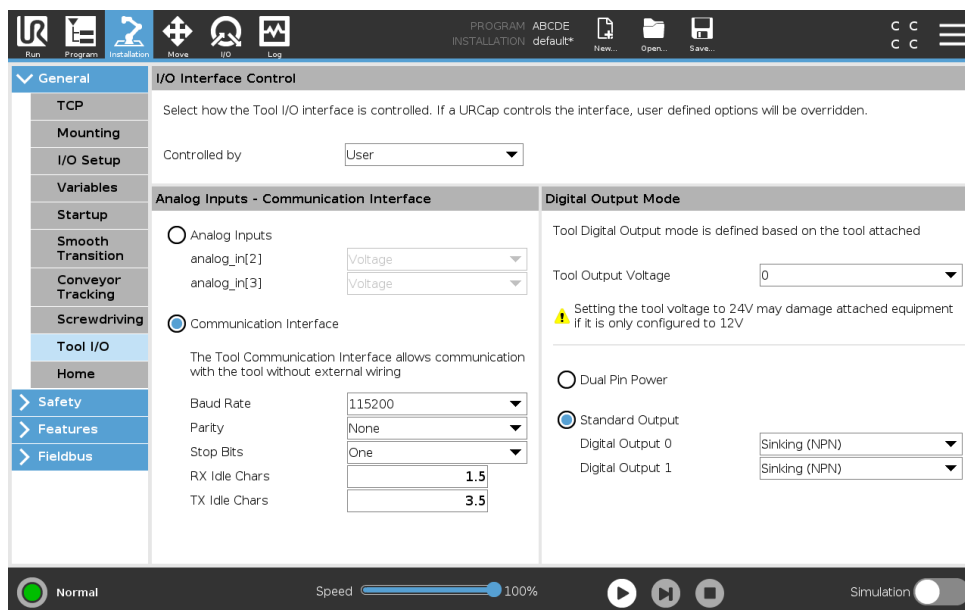 UR
Run
Program
Installation
Move
I/O
Log
PROGRAM ABCDE
INSTALLATION default*
New...
Open...
Save...
C C
C C
General
TCP
Mounting
I/O Setup
Variables
Startup
Smooth
Transition
Conveyor
Tracking
Screwdriving
Tool I/O
Home
Safety
Features
Fieldbus
I/O Interface Control
Select how the Tool I/O interface is controlled. If a URCap controls the interface, user defined options will be overridden.
Controlled by User
Analog Inputs - Communication Interface
Analog Inputs
analog_in[2] Voltage
analog_in[3] Voltage
Communication Interface
The Tool Communication Interface allows communication
with the tool without external wiring
Baud Rate 115200
Parity None
Stop Bits One
RX Idle Chars 1.5
TX Idle Chars 3.5
Digital Output Mode
Tool Digital Output mode is defined based on the tool attached
Tool Output Voltage 0
Setting the tool voltage to 24V may damage attached equipment
if it is only configured to 12V
Dual Pin Power
Standard Output
Digital Output 0 Sinking (NPN)
Digital Output 1 Sinking (NPN)
Normal
Speed 100%
Simulation